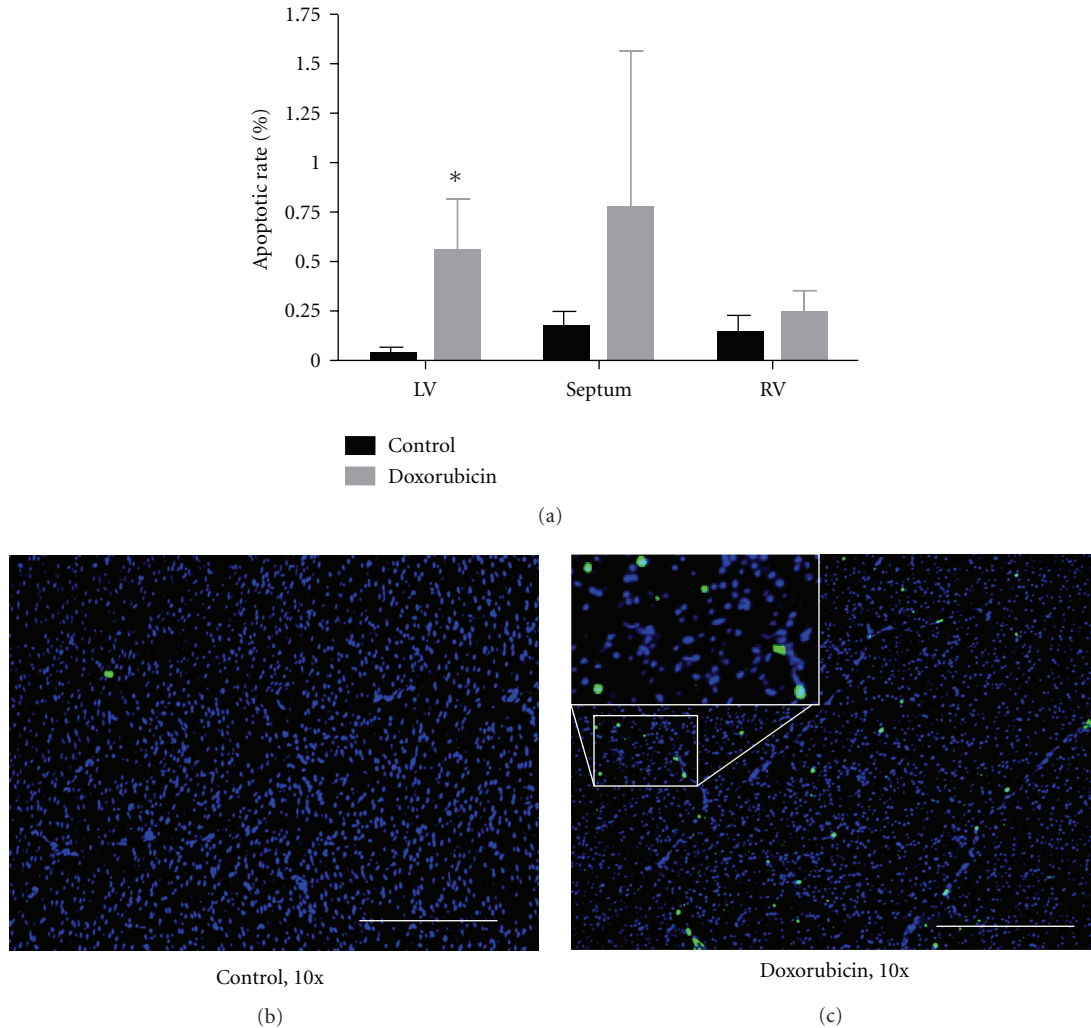 1.75
1.5
1.25
1
0.75
0.5
0.25
0
Apoptotic rate (%)
*
LV Septum RV
Control
Doxorubicin
(a)
Control, 10x
(b)
Doxorubicin, 10x
(c)